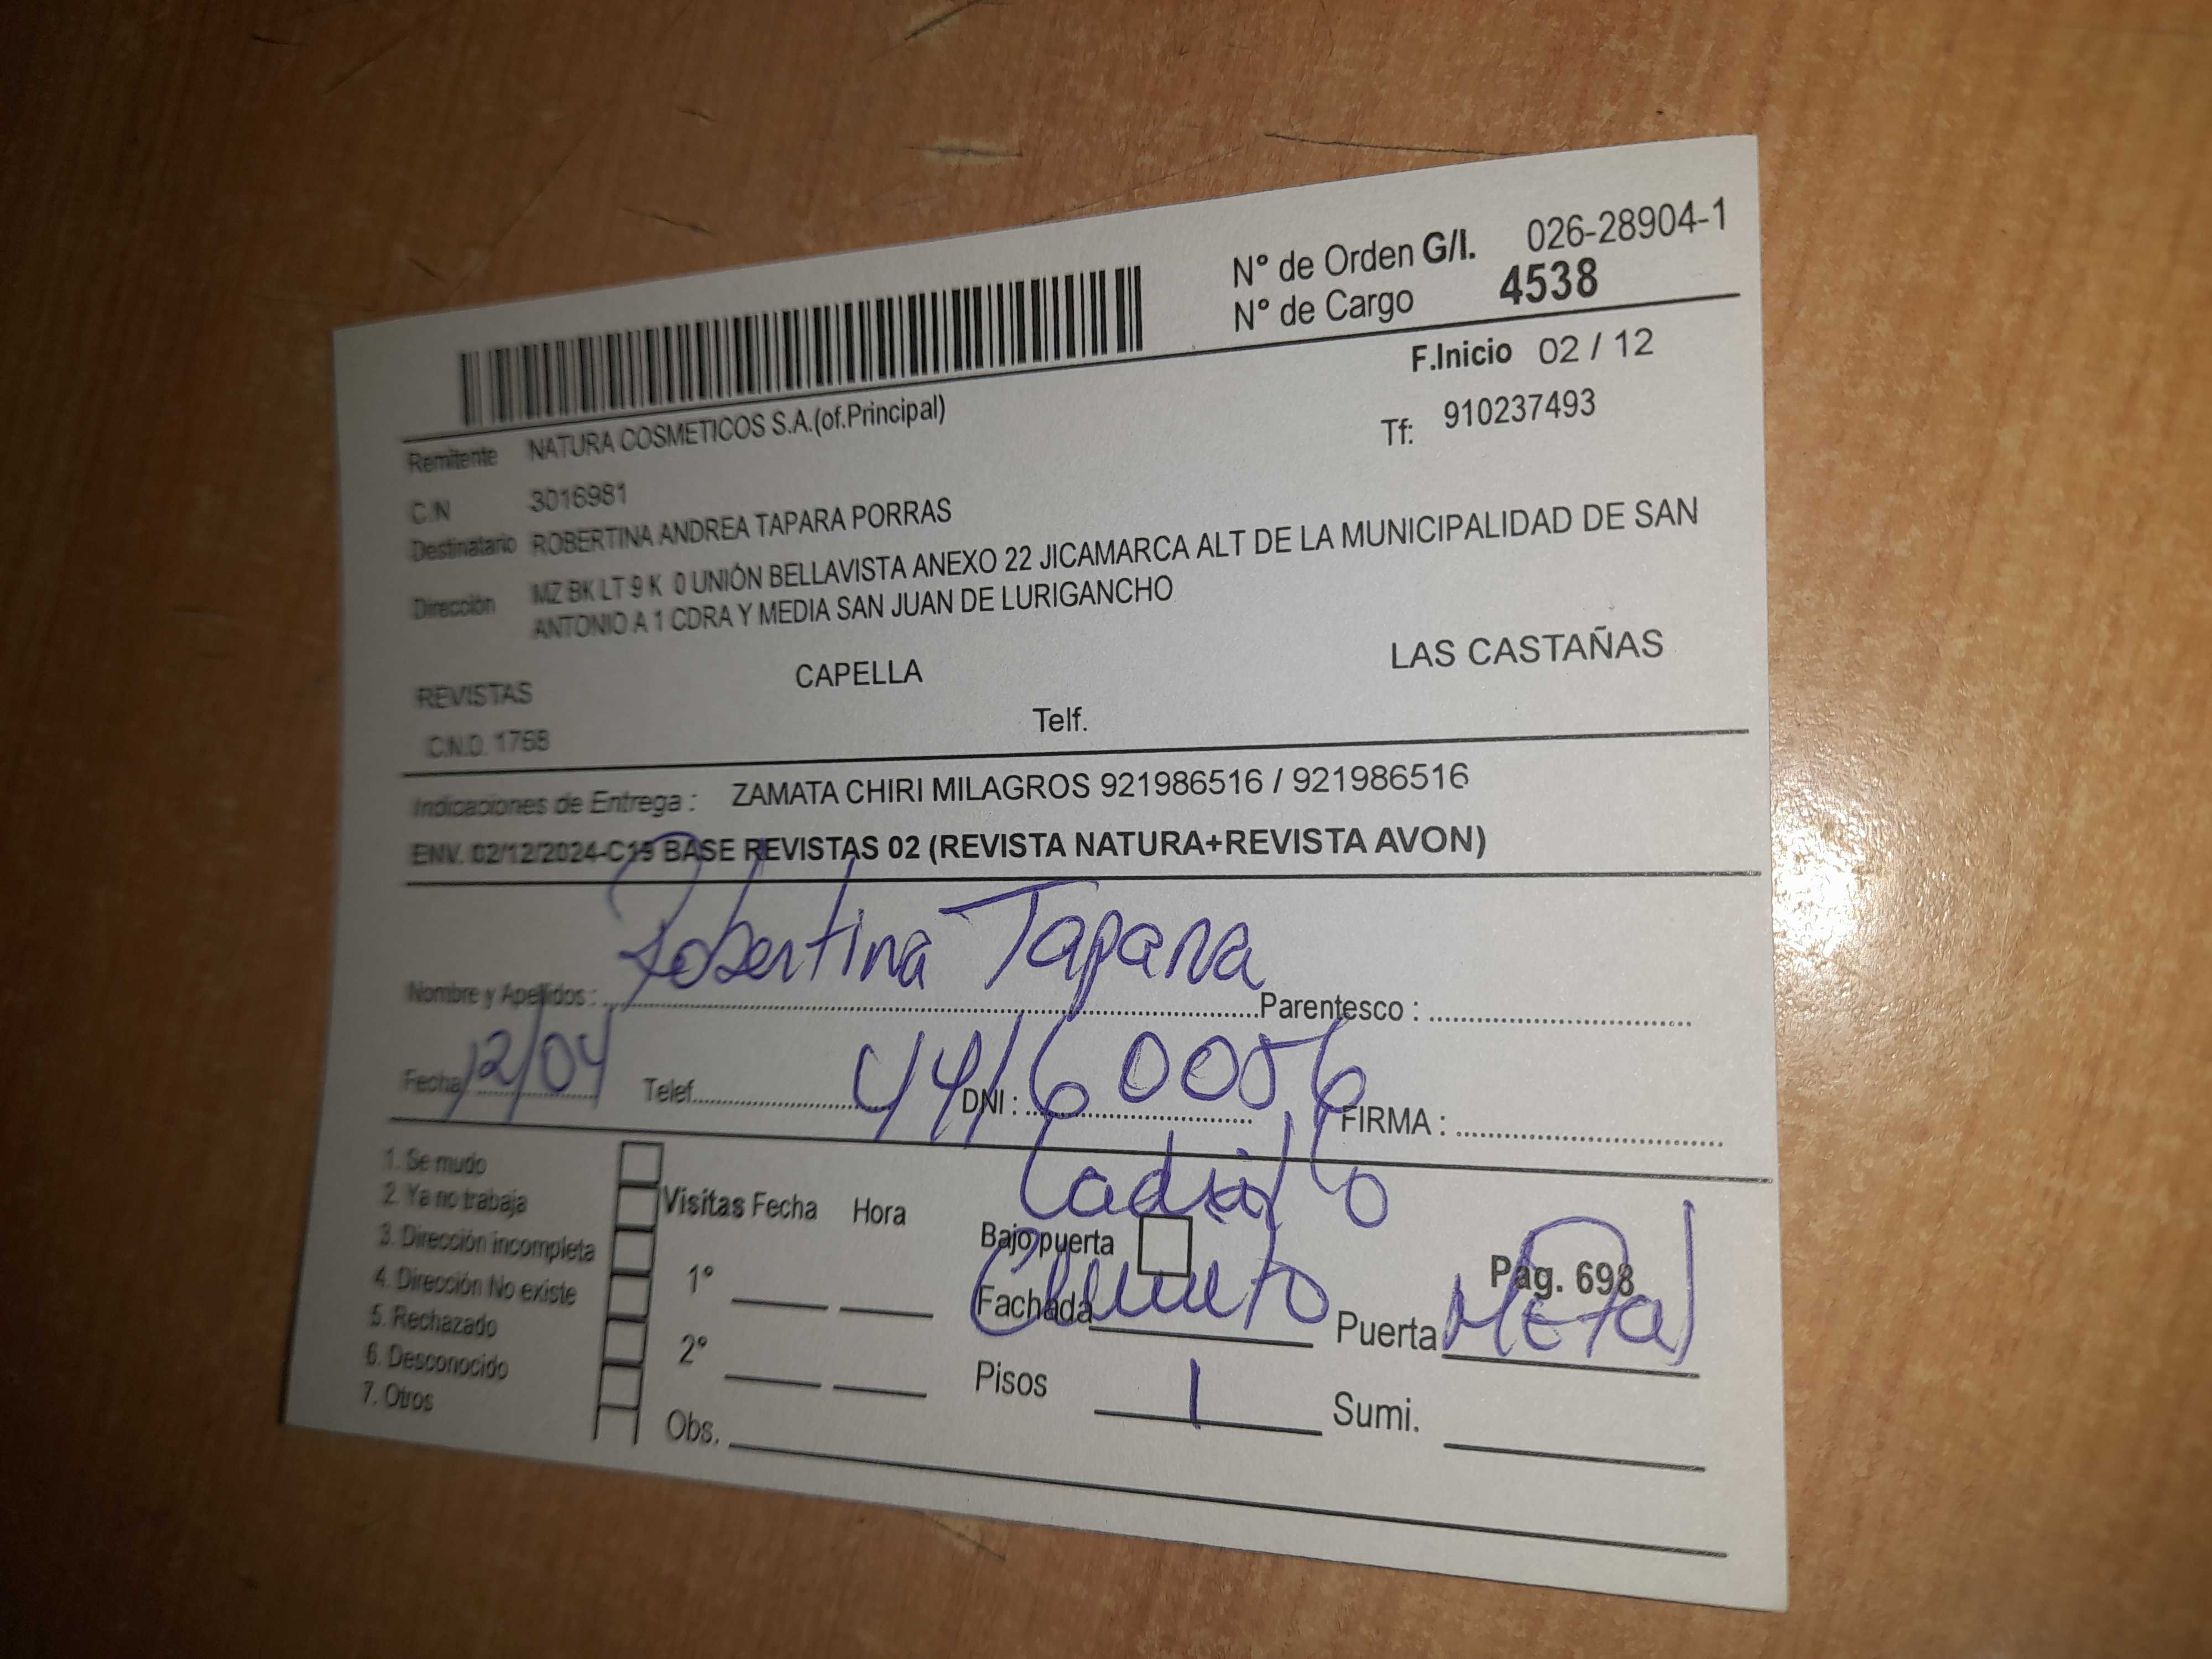 N° de Orden G/I. 026-28904-1
N° de Cargo 4538
F.Inicio 02 / 12
Remitente NATURA COSMETICOS S.A.(of.Principal)
Tf: 910237493
C.N 3016981
Destinatario ROBERTINA ANDREA TAPARA PORRAS
Dirección MZ BK LT 9 K 0 UNIÓN BELLAVISTA ANEXO 22 JICAMARCA ALT DE LA MUNICIPALIDAD DE SAN
ANTONIO A 1 CDRA Y MEDIA SAN JUAN DE LURIGANCHO
REVISTAS CAPELLA LAS CASTAÑAS
C.N.D. 1768 Telf.
Indicaciones de Entrega : ZAMATA CHIRI MILAGROS 921986516 / 921986516
ENV. 02/12/2024-C19 BASE REVISTAS 02 (REVISTA NATURA+REVISTA AVON)
Nombre y Apellidos : Robertina Tapara Parentesco :
Fecha 12/04 Telef. DNI : 44160056 FIRMA :
1. Se mudo
2. Ya no trabaja
3. Dirección incompleta
4. Dirección No existe
5. Rechazado
6. Desconocido
7. Otros
Visitas Fecha Hora
1°
2°
Obs.
Ladrillo
Bajo puerta
Fachada
Pag. 698
Puerta Metal
Pisos 1 Sumi.